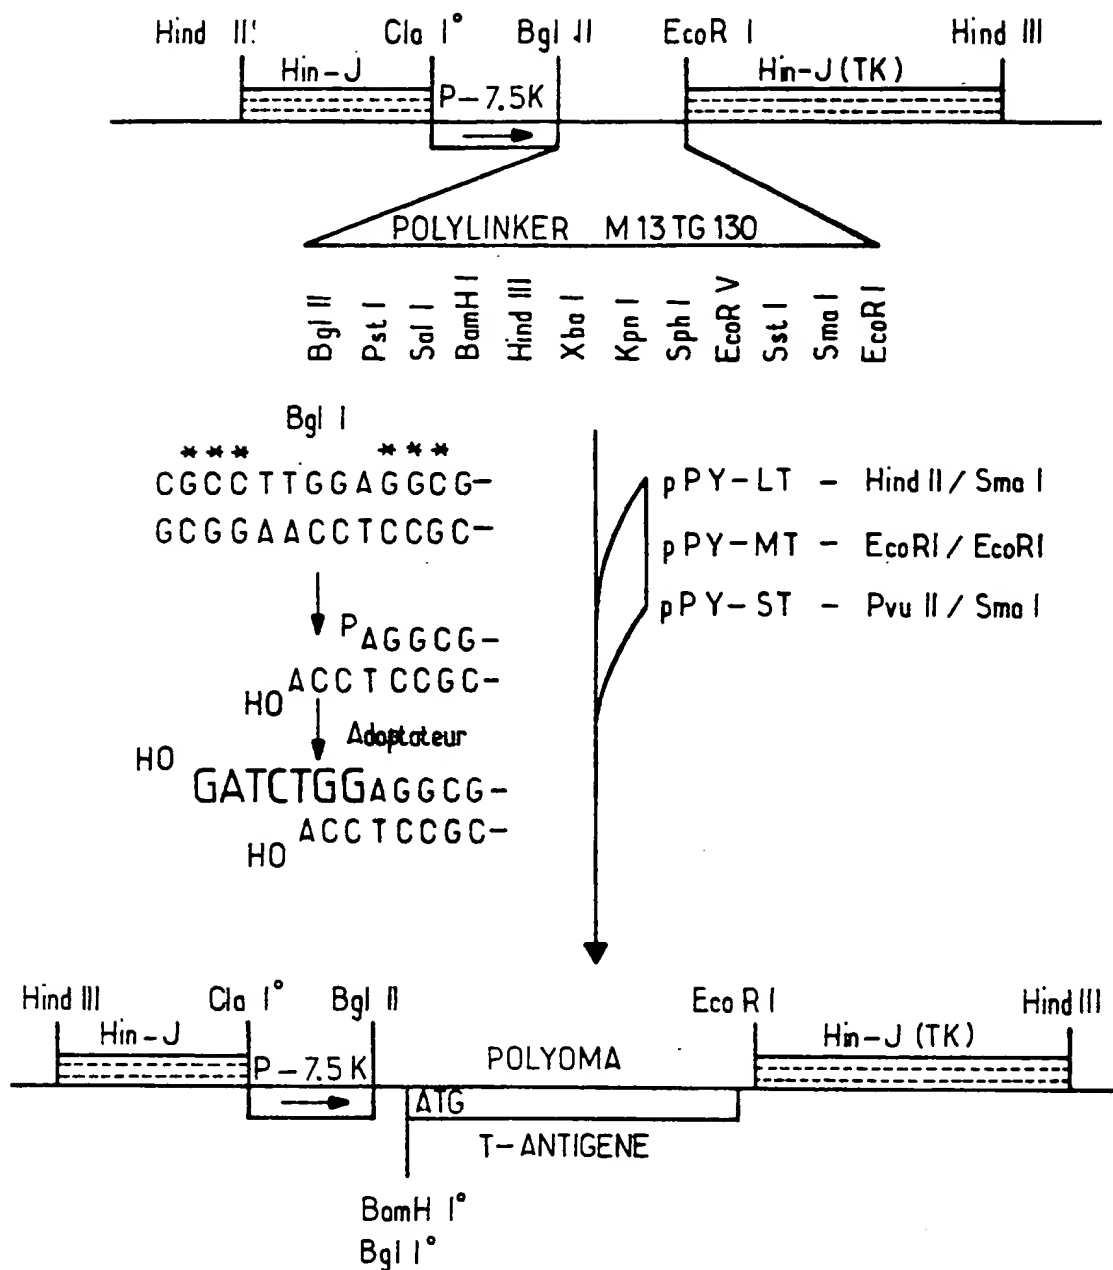 Hind III Cla I° Bgl II EcoR I Hind III
Hin-J Hin-J (TK)
P-7.5K
POLYLINKER M13TG130
Bgl II
Pst I
Sal I
BamH I
Hind III
Xba I
Kpn I
Sph I
EcoR V
Sst I
Sma I
EcoR I
Bgl I
* * * * * *
CGCCTTGGAGGCG-
GCGGAACCTCCGC-
pPY-LT - Hind II / Sma I
pPY-MT - EcoRI / EcoRI
pPY-ST - Pvu II / Sma I
PAGGCG-
ACCTCCGC-
HO
Adaptateur
HO
GATCTGGAGGCG-
ACCTCCGC-
HO
Hind III Cla I° Bgl II Eco R I Hind III
Hin-J Hin-J (TK)
P-7.5K POLYOMA
ATG
T-ANTIGENE
BamH I°
Bgl I°